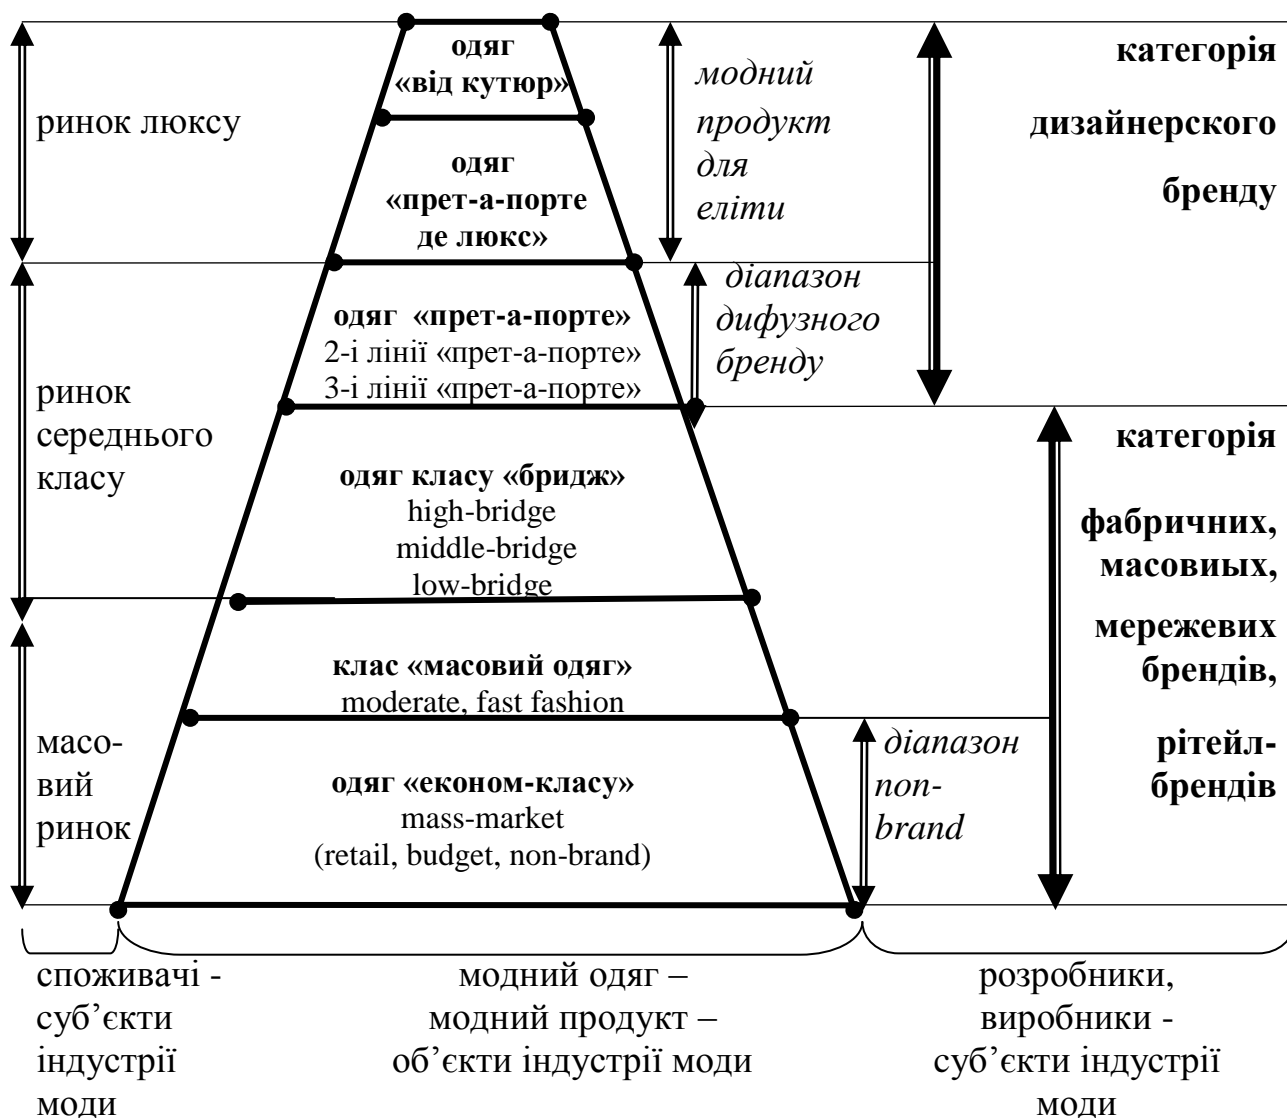 ринок люксу
ринок
середнього
класу
масо-
вий
ринок
одяг
«від кутюр»
одяг
«прет-а-порте
де люкс»
одяг «прет-а-порте»
2-і лінії «прет-а-порте»
3-і лінії «прет-а-порте»
одяг класу «бридж»
high-bridge
middle-bridge
low-bridge
клас «масовий одяг»
moderate, fast fashion
одяг «економ-класу»
mass-market
(retail, budget, non-brand)
модний
продукт
для
еліти
діапазон
дифузного
бренду
діапазон
non-
brand
категорія
дизайнерского
бренду
категорія
фабричних,
масовиых,
мережевих
брендів,
рітейл-
брендів
споживачі -
суб’єкти
індустрії
моди
модний одяг –
модний продукт –
об’єкти індустрії моди
розробники,
виробники -
суб’єкти індустрії
моди